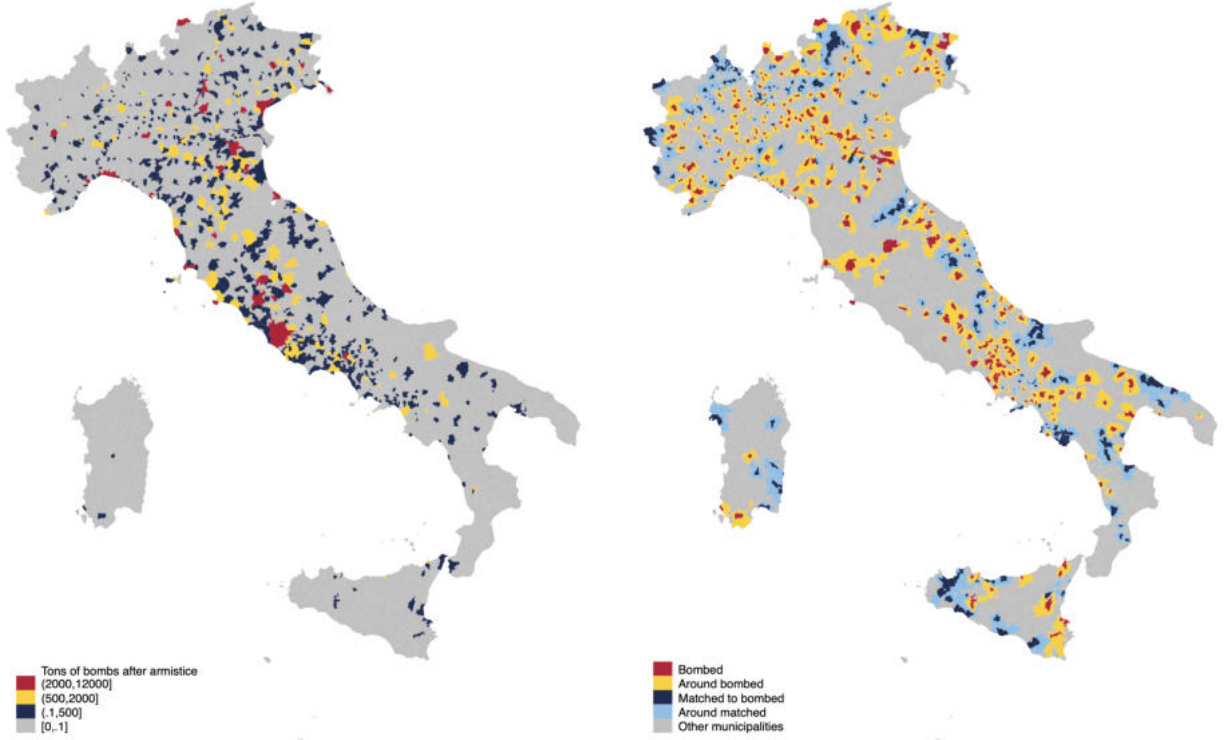 Tons of bombs after armistice
(2000,12000]
(500,2000]
(.1,500]
[0,.1]
Bombed
Around bombed
Matched to bombed
Around matched
Other municipalities